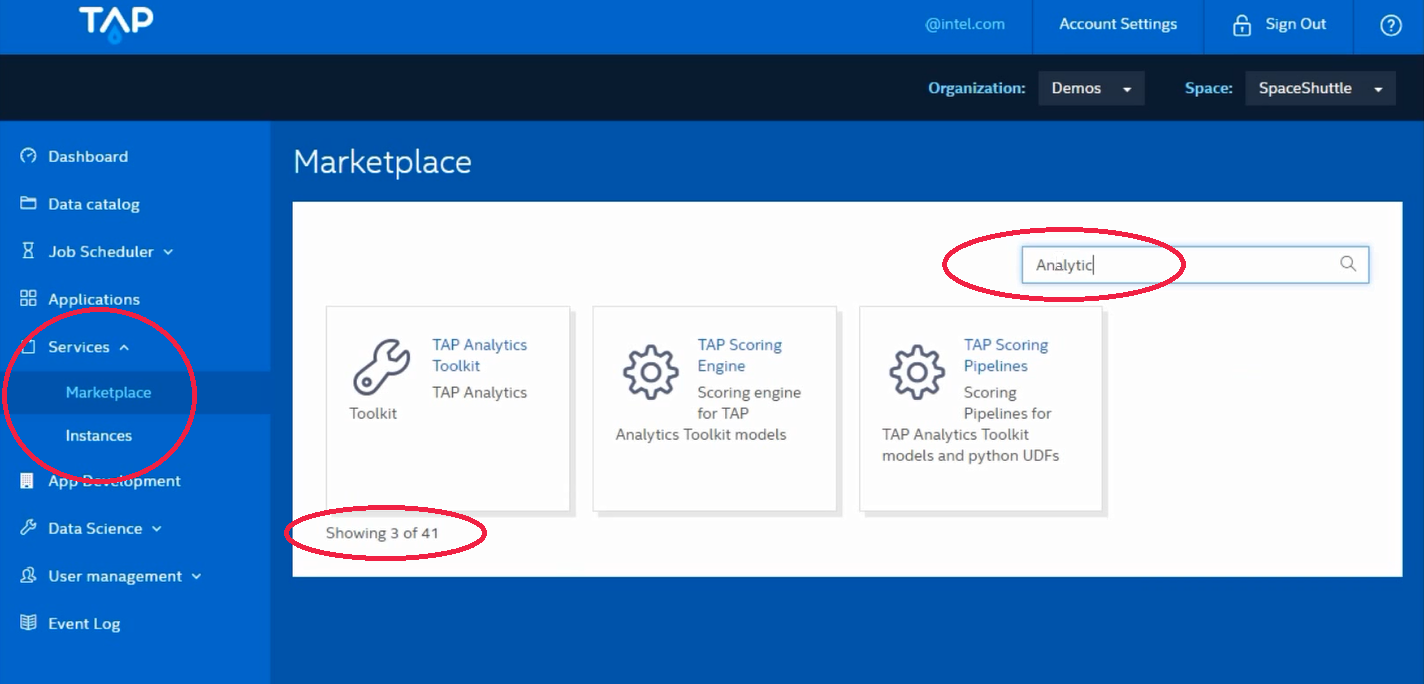 TAP
@intel.com
Account Settings
Sign Out
?
Organization:
Demos
Space:
SpaceShuttle
Dashboard
Data catalog
Job Scheduler
Applications
Services
Marketplace
Instances
App Development
Data Science
User management
Event Log
Marketplace
Analytic
TAP Analytics
Toolkit
TAP Analytics
Toolkit
TAP Scoring
Engine
Scoring engine
for TAP
Analytics Toolkit models
TAP Scoring
Pipelines
Scoring
Pipelines for
TAP Analytics Toolkit
models and python UDFs
Showing 3 of 41